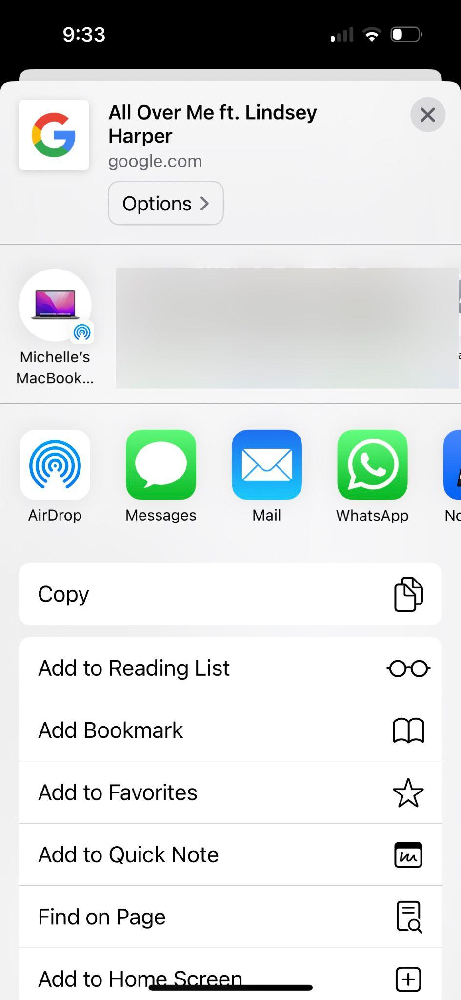 9:33
All Over Me ft. Lindsey
Harper
google.com
Options
Michelle’s
MacBook...
AirDrop
Messages
Mail
WhatsApp
Copy
Add to Reading List
Add Bookmark
Add to Favorites
Add to Quick Note
Find on Page
Add to Home Screen